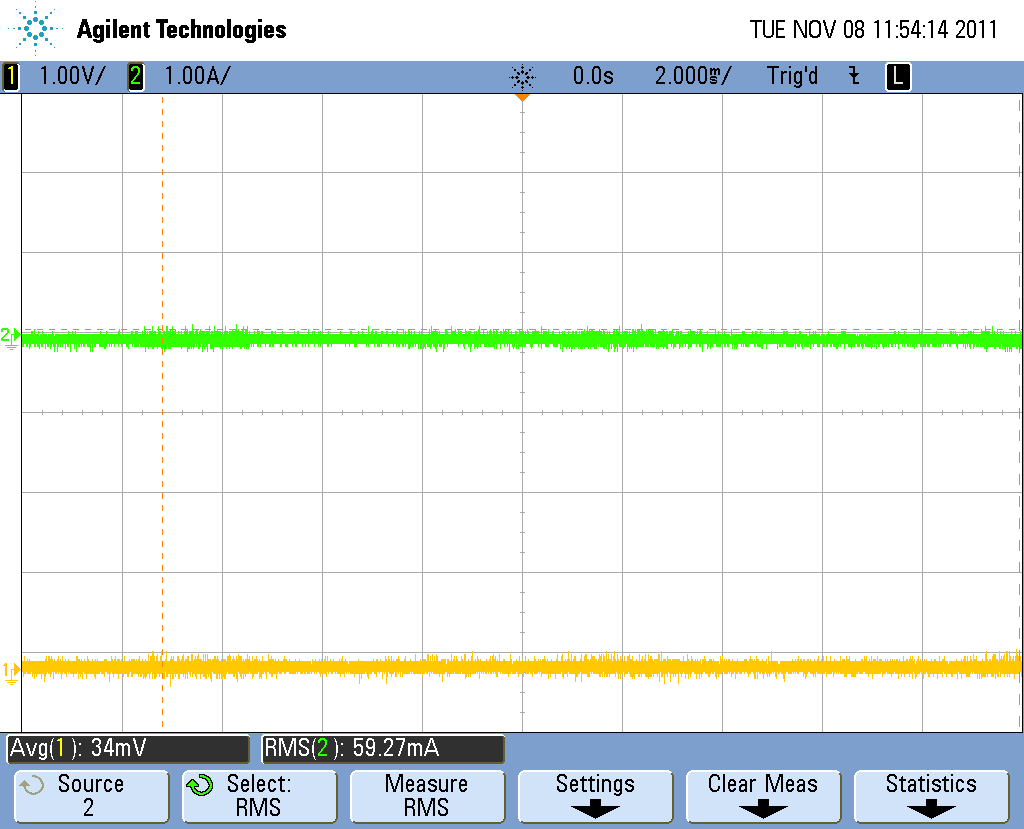 Agilent Technologies TUE NOV 08 11:54:14 2011
1 1.00V/ 2 1.00A/ 0.0s 2.000ms/ Trig'd L
2
1
Avg(1): 34mV RMS(2): 59.27mA
Source Select: Measure Settings Clear Meas Statistics
2 RMS RMS